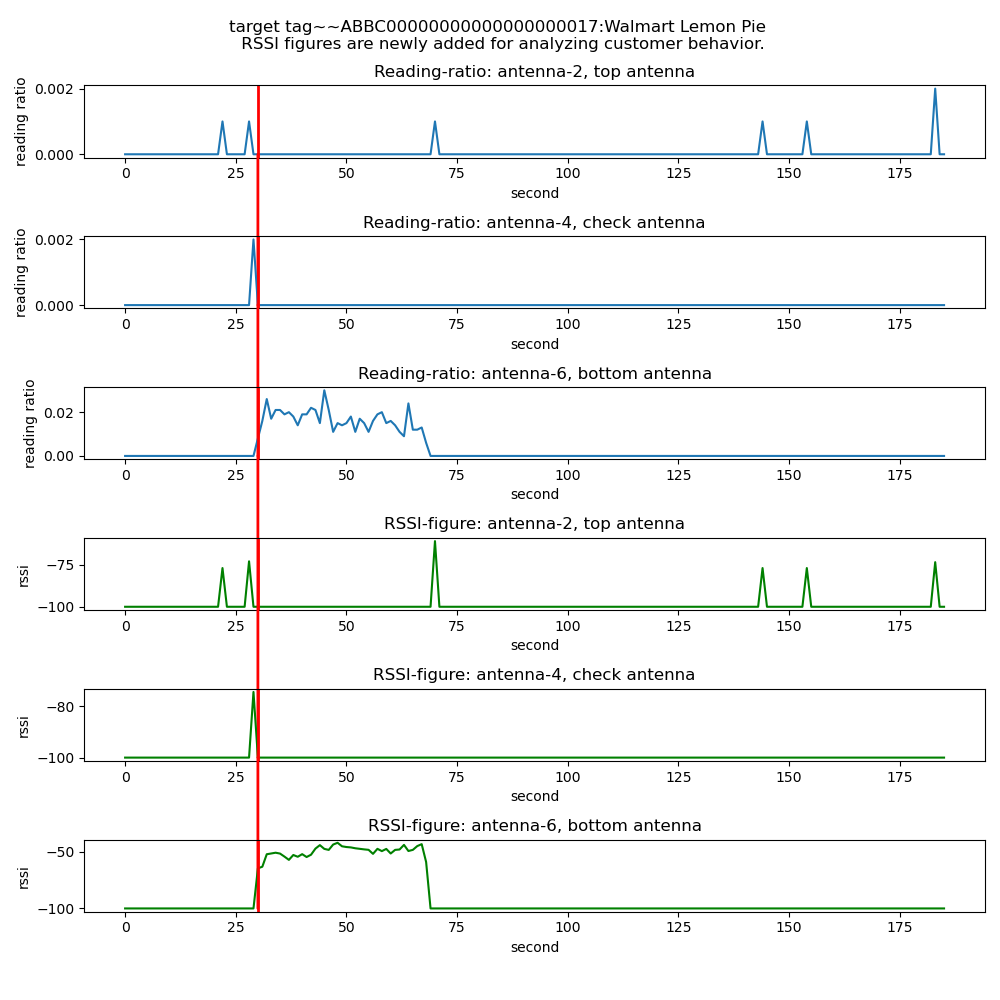 target tag~~ABBC00000000000000000017:Walmart Lemon Pie
RSSI figures are newly added for analyzing customer behavior.
Reading-ratio: antenna-2, top antenna
reading ratio
0.002
0.000
0 25 50 75 100 125 150 175
second
Reading-ratio: antenna-4, check antenna
reading ratio
0.002
0.000
0 25 50 75 100 125 150 175
second
Reading-ratio: antenna-6, bottom antenna
reading ratio
0.02
0.00
0 25 50 75 100 125 150 175
second
RSSI-figure: antenna-2, top antenna
rssi
−75
−100
0 25 50 75 100 125 150 175
second
RSSI-figure: antenna-4, check antenna
rssi
−80
−100
0 25 50 75 100 125 150 175
second
RSSI-figure: antenna-6, bottom antenna
rssi
−50
−100
0 25 50 75 100 125 150 175
second